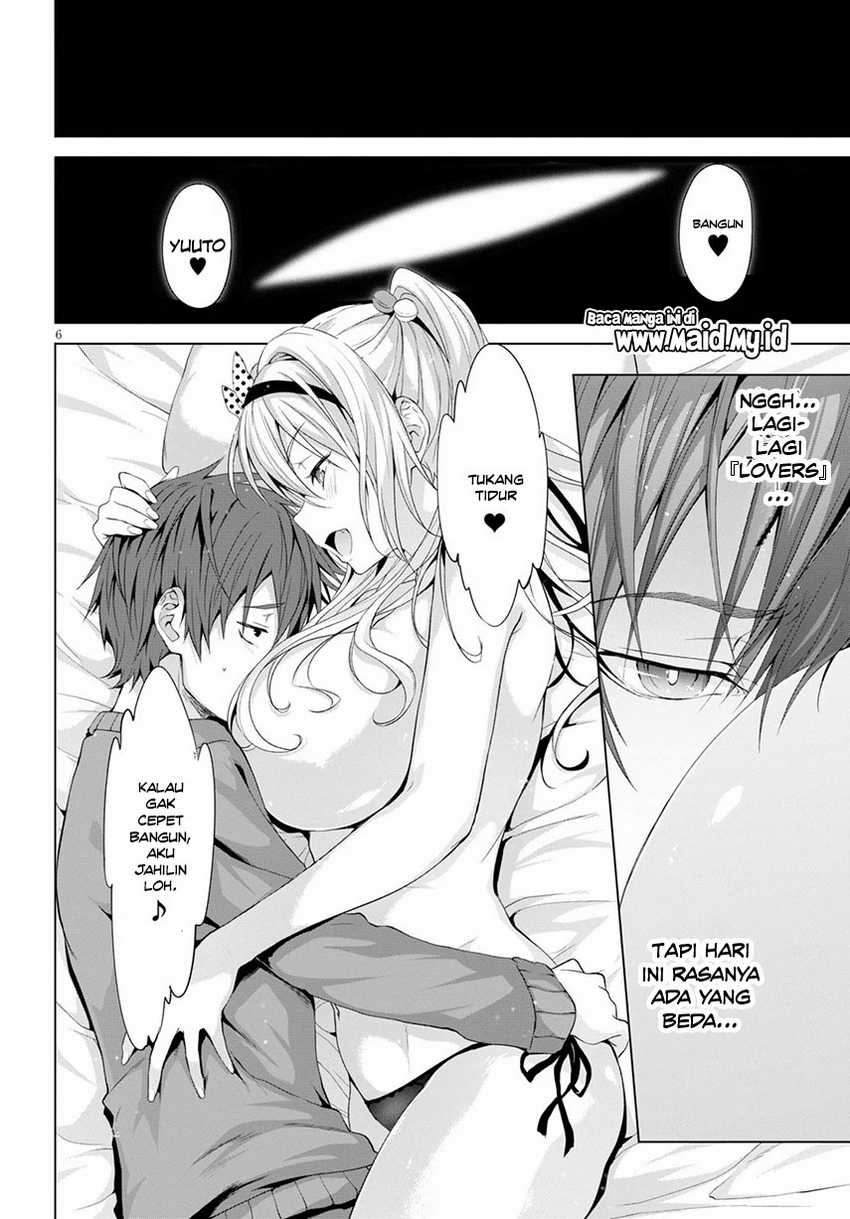 BANGUN
♥
YUUTO
♥
6
Baca Manga ini di
www.Maid.My.id
NGGH...
LAGI-
LAGI
『LOVERS』
...
TUKANG
TIDUR
♥
KALAU
GAK
CEPET
BANGUN,
AKU
JAHILIN
LOH.
♪
TAPI HARI
INI RASANYA
ADA YANG
BEDA...